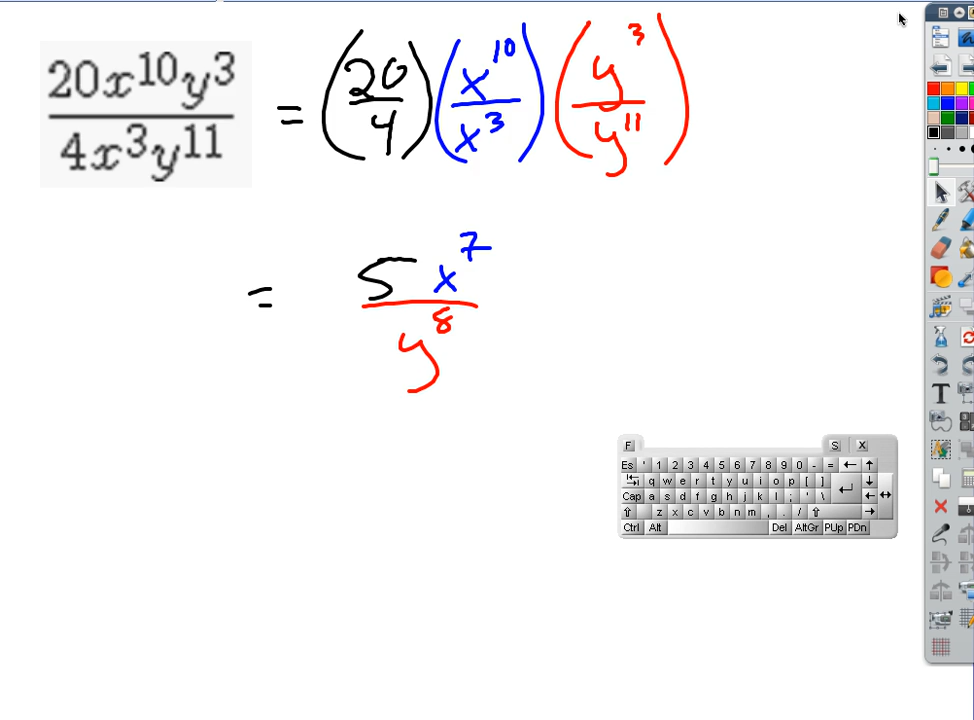 20x^10y^3 / 4x^3y^11 = (20/4) (x^10/x^3) (y^3/y^11)
= 5x^7 / y^8
F S X
Es ' 1 2 3 4 5 6 7 8 9 0 - =
q w e r t y u i o p [ ]
Cap a s d f g h j k l ; ' \
z x c v b n m , . /
Ctrl Alt Del AltGr PUp PDn
T